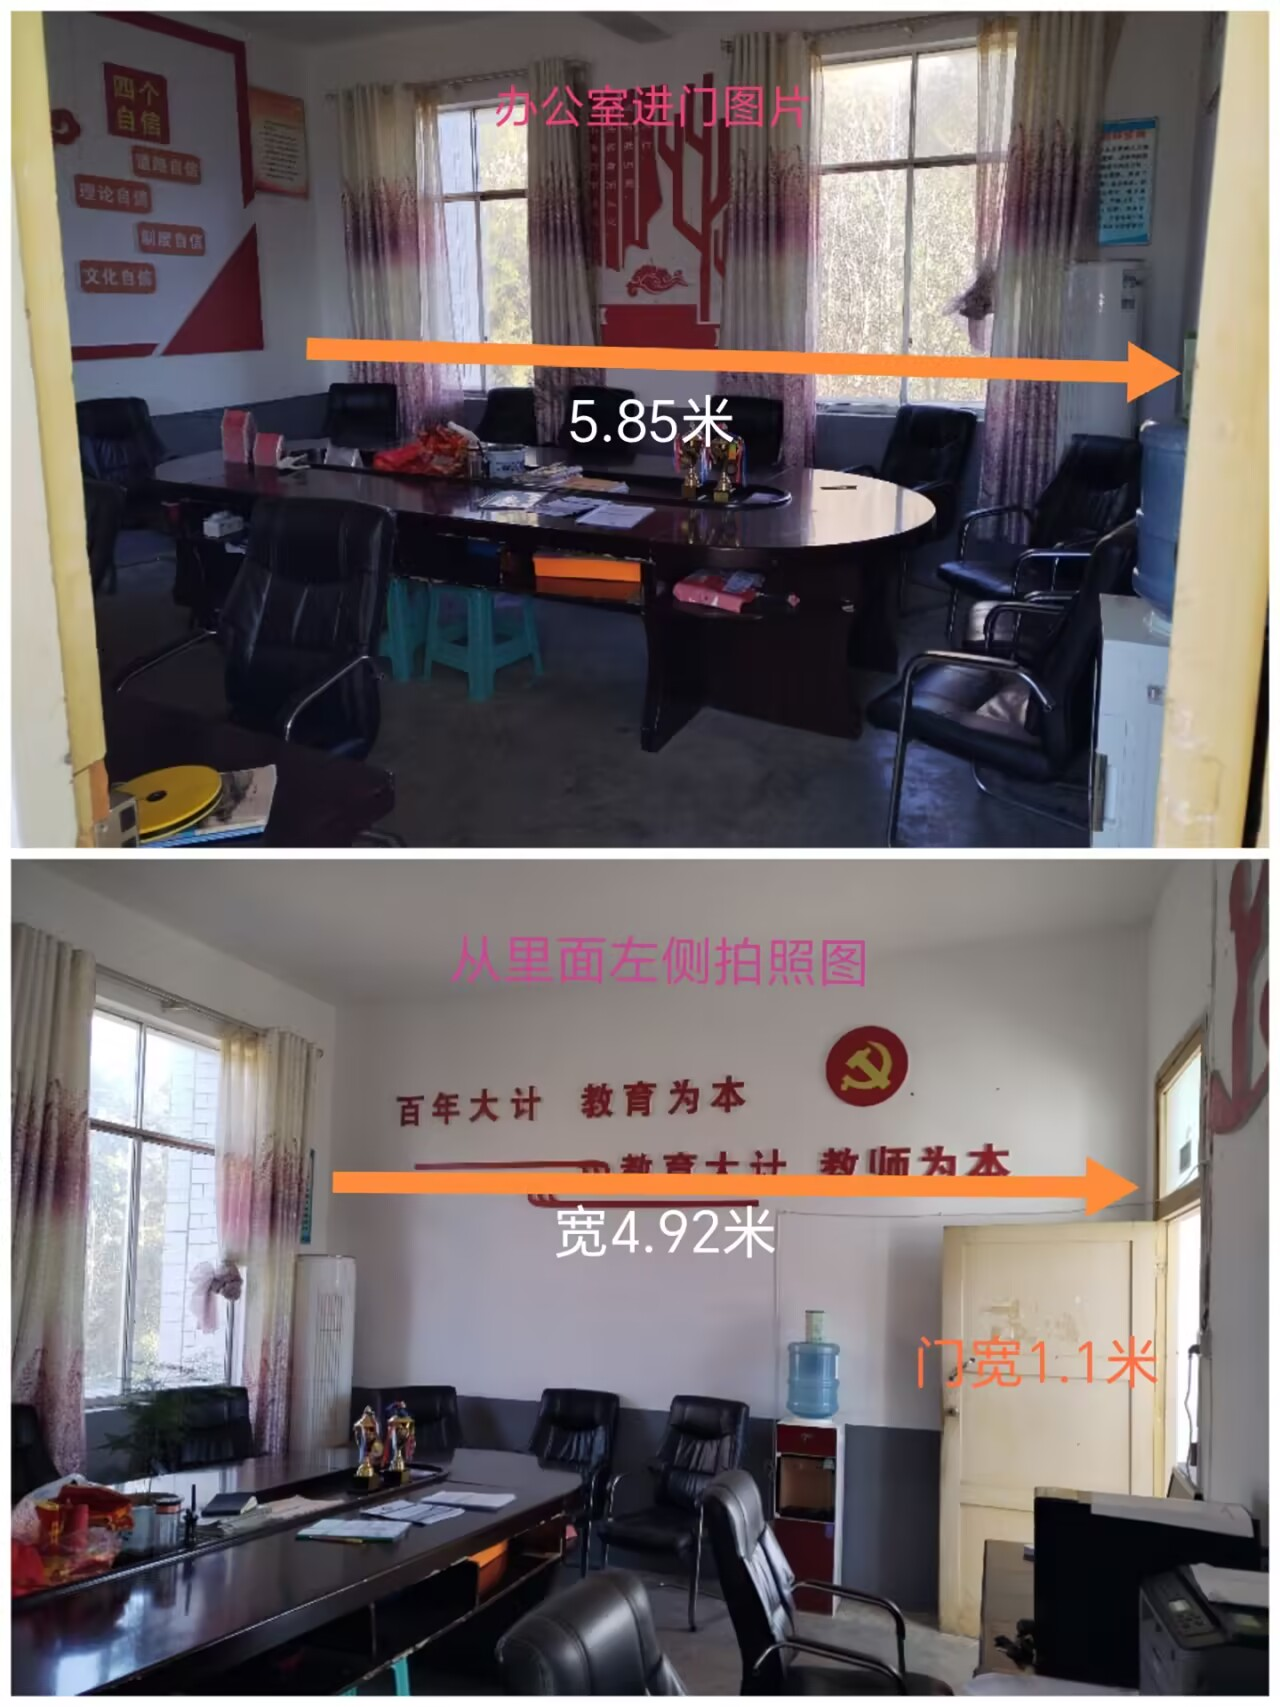 四个
自信
道路自信
理论自信
制度自信
文化自信
办公室进门图片
5.85米
从里面左侧拍照图
百年大计 教育为本
教育大计 教师为本
宽4.92米
门宽1.1米